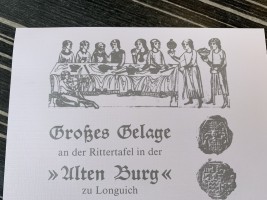 Großes Gelage
an der Rittertafel in der
»Alten Burg«
zu Longuich